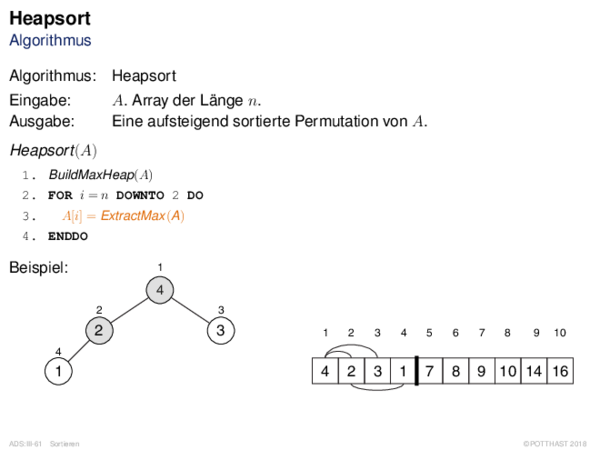 Heapsort
Algorithmus
Algorithmus: Heapsort
Eingabe: A. Array der Länge n.
Ausgabe: Eine aufsteigend sortierte Permutation von A.
Heapsort(A)
1. BuildMaxHeap(A)
2. FOR i = n DOWNTO 2 DO
3. A[i] = ExtractMax(A)
4. ENDDO
Beispiel:
1
4
2
2
3
3
4
1
1 2 3 4 5 6 7 8 9 10
4 2 3 1 7 8 9 10 14 16
ADS:III-61 Sortieren
© POTTHAST 2018